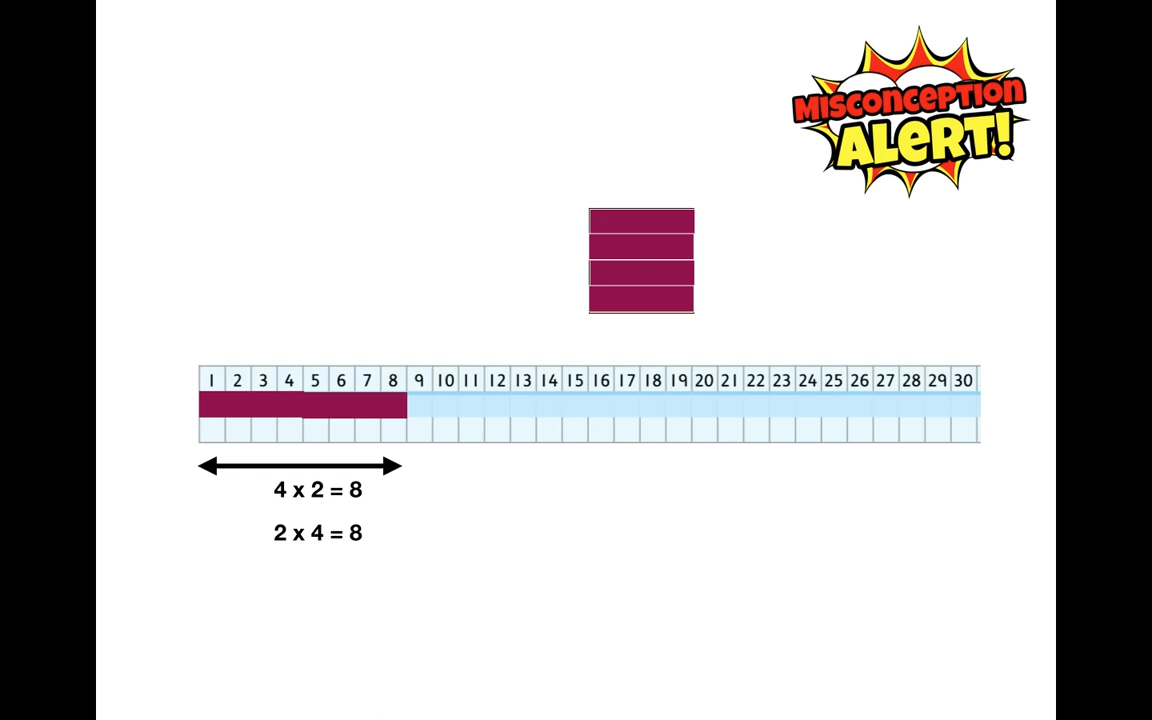 MISCONCEPTION
ALERT!
1 2 3 4 5 6 7 8 9 10 11 12 13 14 15 16 17 18 19 20 21 22 23 24 25 26 27 28 29 30
4 x 2 = 8
2 x 4 = 8